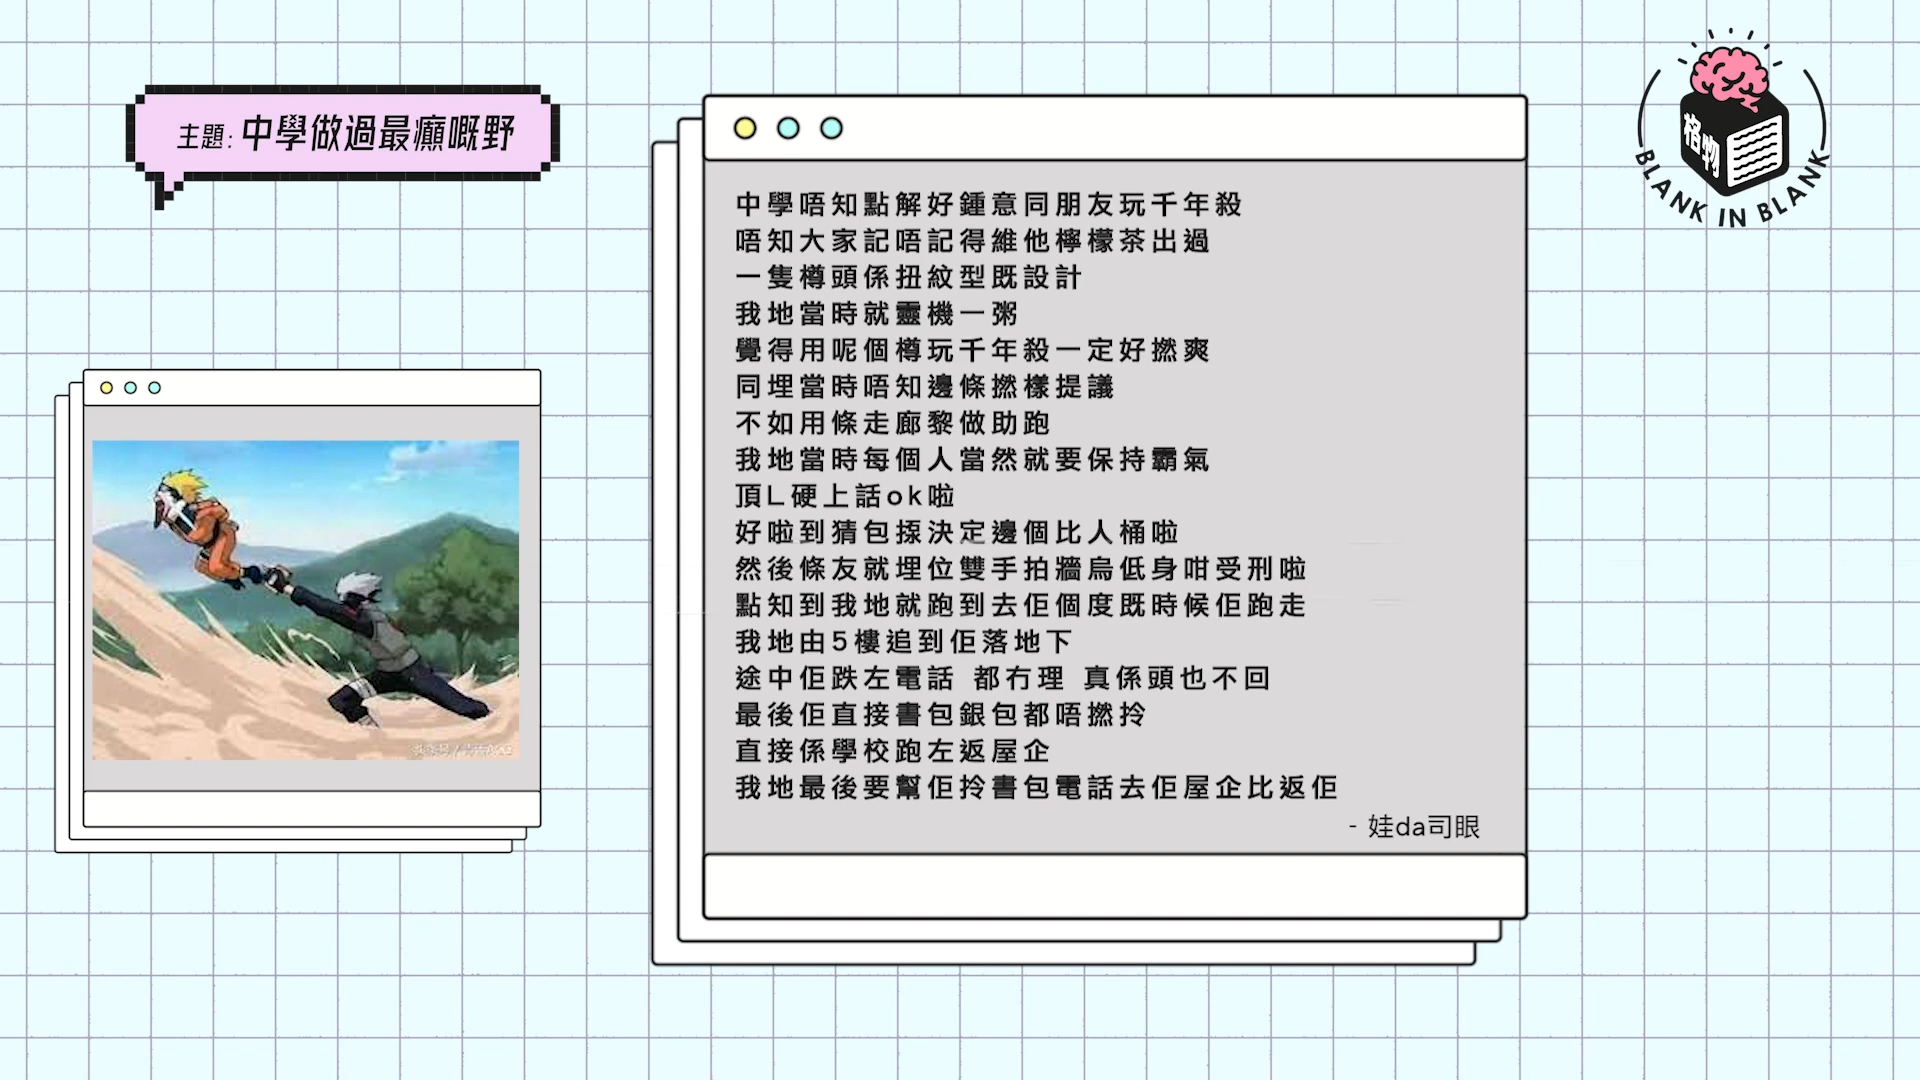 主題: 中學做過最癲嘅野
格物
BLANK IN BLANK
中學唔知點解好鍾意同朋友玩千年殺
唔知大家記唔記得維他檸檬茶出過
一隻樽頭係扭紋型既設計
我地當時就靈機一粥
覺得用呢個樽玩千年殺一定好撚爽
同埋當時唔知邊條撚樣提議
不如用條走廊黎做助跑
我地當時每個人當然就要保持霸氣
頂L硬上話ok啦
好啦到猜包揼決定邊個比人桶啦
然後條友就埋位雙手拍牆烏低身咁受刑啦
點知到我地就跑到去佢個度既時候佢跑走
我地由5樓追到佢落地下
途中佢跌左電話 都冇理 真係頭也不回
最後佢直接書包銀包都唔撚拎
直接係學校跑左返屋企
我地最後要幫佢拎書包電話去佢屋企比返佢
- 娃da司眼